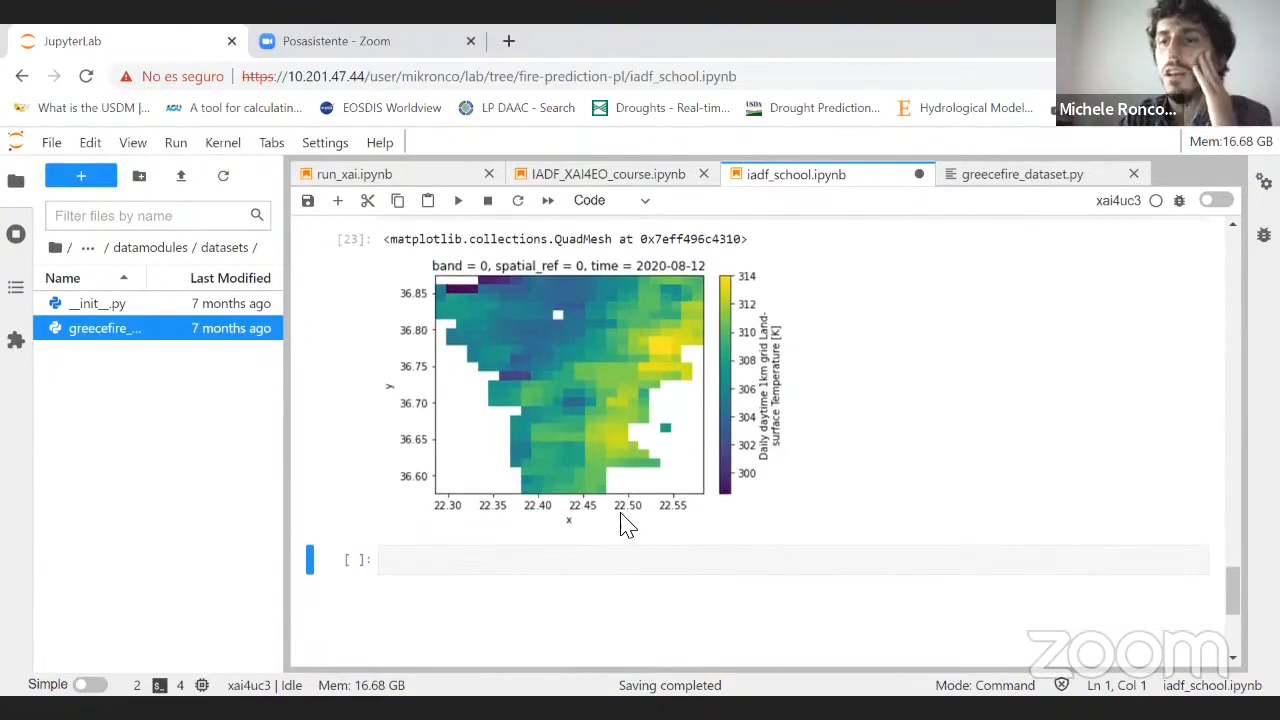 JupyterLab
Posasistente - Zoom
No es seguro
https://10.201.47.44/user/mikronco/lab/tree/fire-prediction-pl/iadf_school.ipynb
What is the USDM |...
AGU
A tool for calculatin...
EOSDIS Worldview
LP DAAC - Search
Droughts - Real-tim...
USDA
Drought Prediction...
Hydrological Model...
Michele Ronco...
File Edit View Run Kernel Tabs Settings Help
Mem:16.68 GB
run_xai.ipynb
IADF_XAI4EO_course.ipynb
iadf_school.ipynb
greecefire_dataset.py
Code
xai4uc3
Filter files by name
/ ... / datamodules / datasets /
Name
Last Modified
__init__.py
7 months ago
greecefire_...
7 months ago
[23]:
<matplotlib.collections.QuadMesh at 0x7eff496c4310>
band = 0, spatial_ref = 0, time = 2020-08-12
36.85
36.80
36.75
36.70
36.65
36.60
y
22.30 22.35 22.40 22.45 22.50 22.55
x
314
312
310
308
306
304
302
300
Daily daytime 1km grid Land-
surface Temperature [K]
[ ]:
zoom
Simple
2
$_
4
xai4uc3 | Idle
Mem: 16.68 GB
Saving completed
Mode: Command
Ln 1, Col 1
iadf_school.ipynb